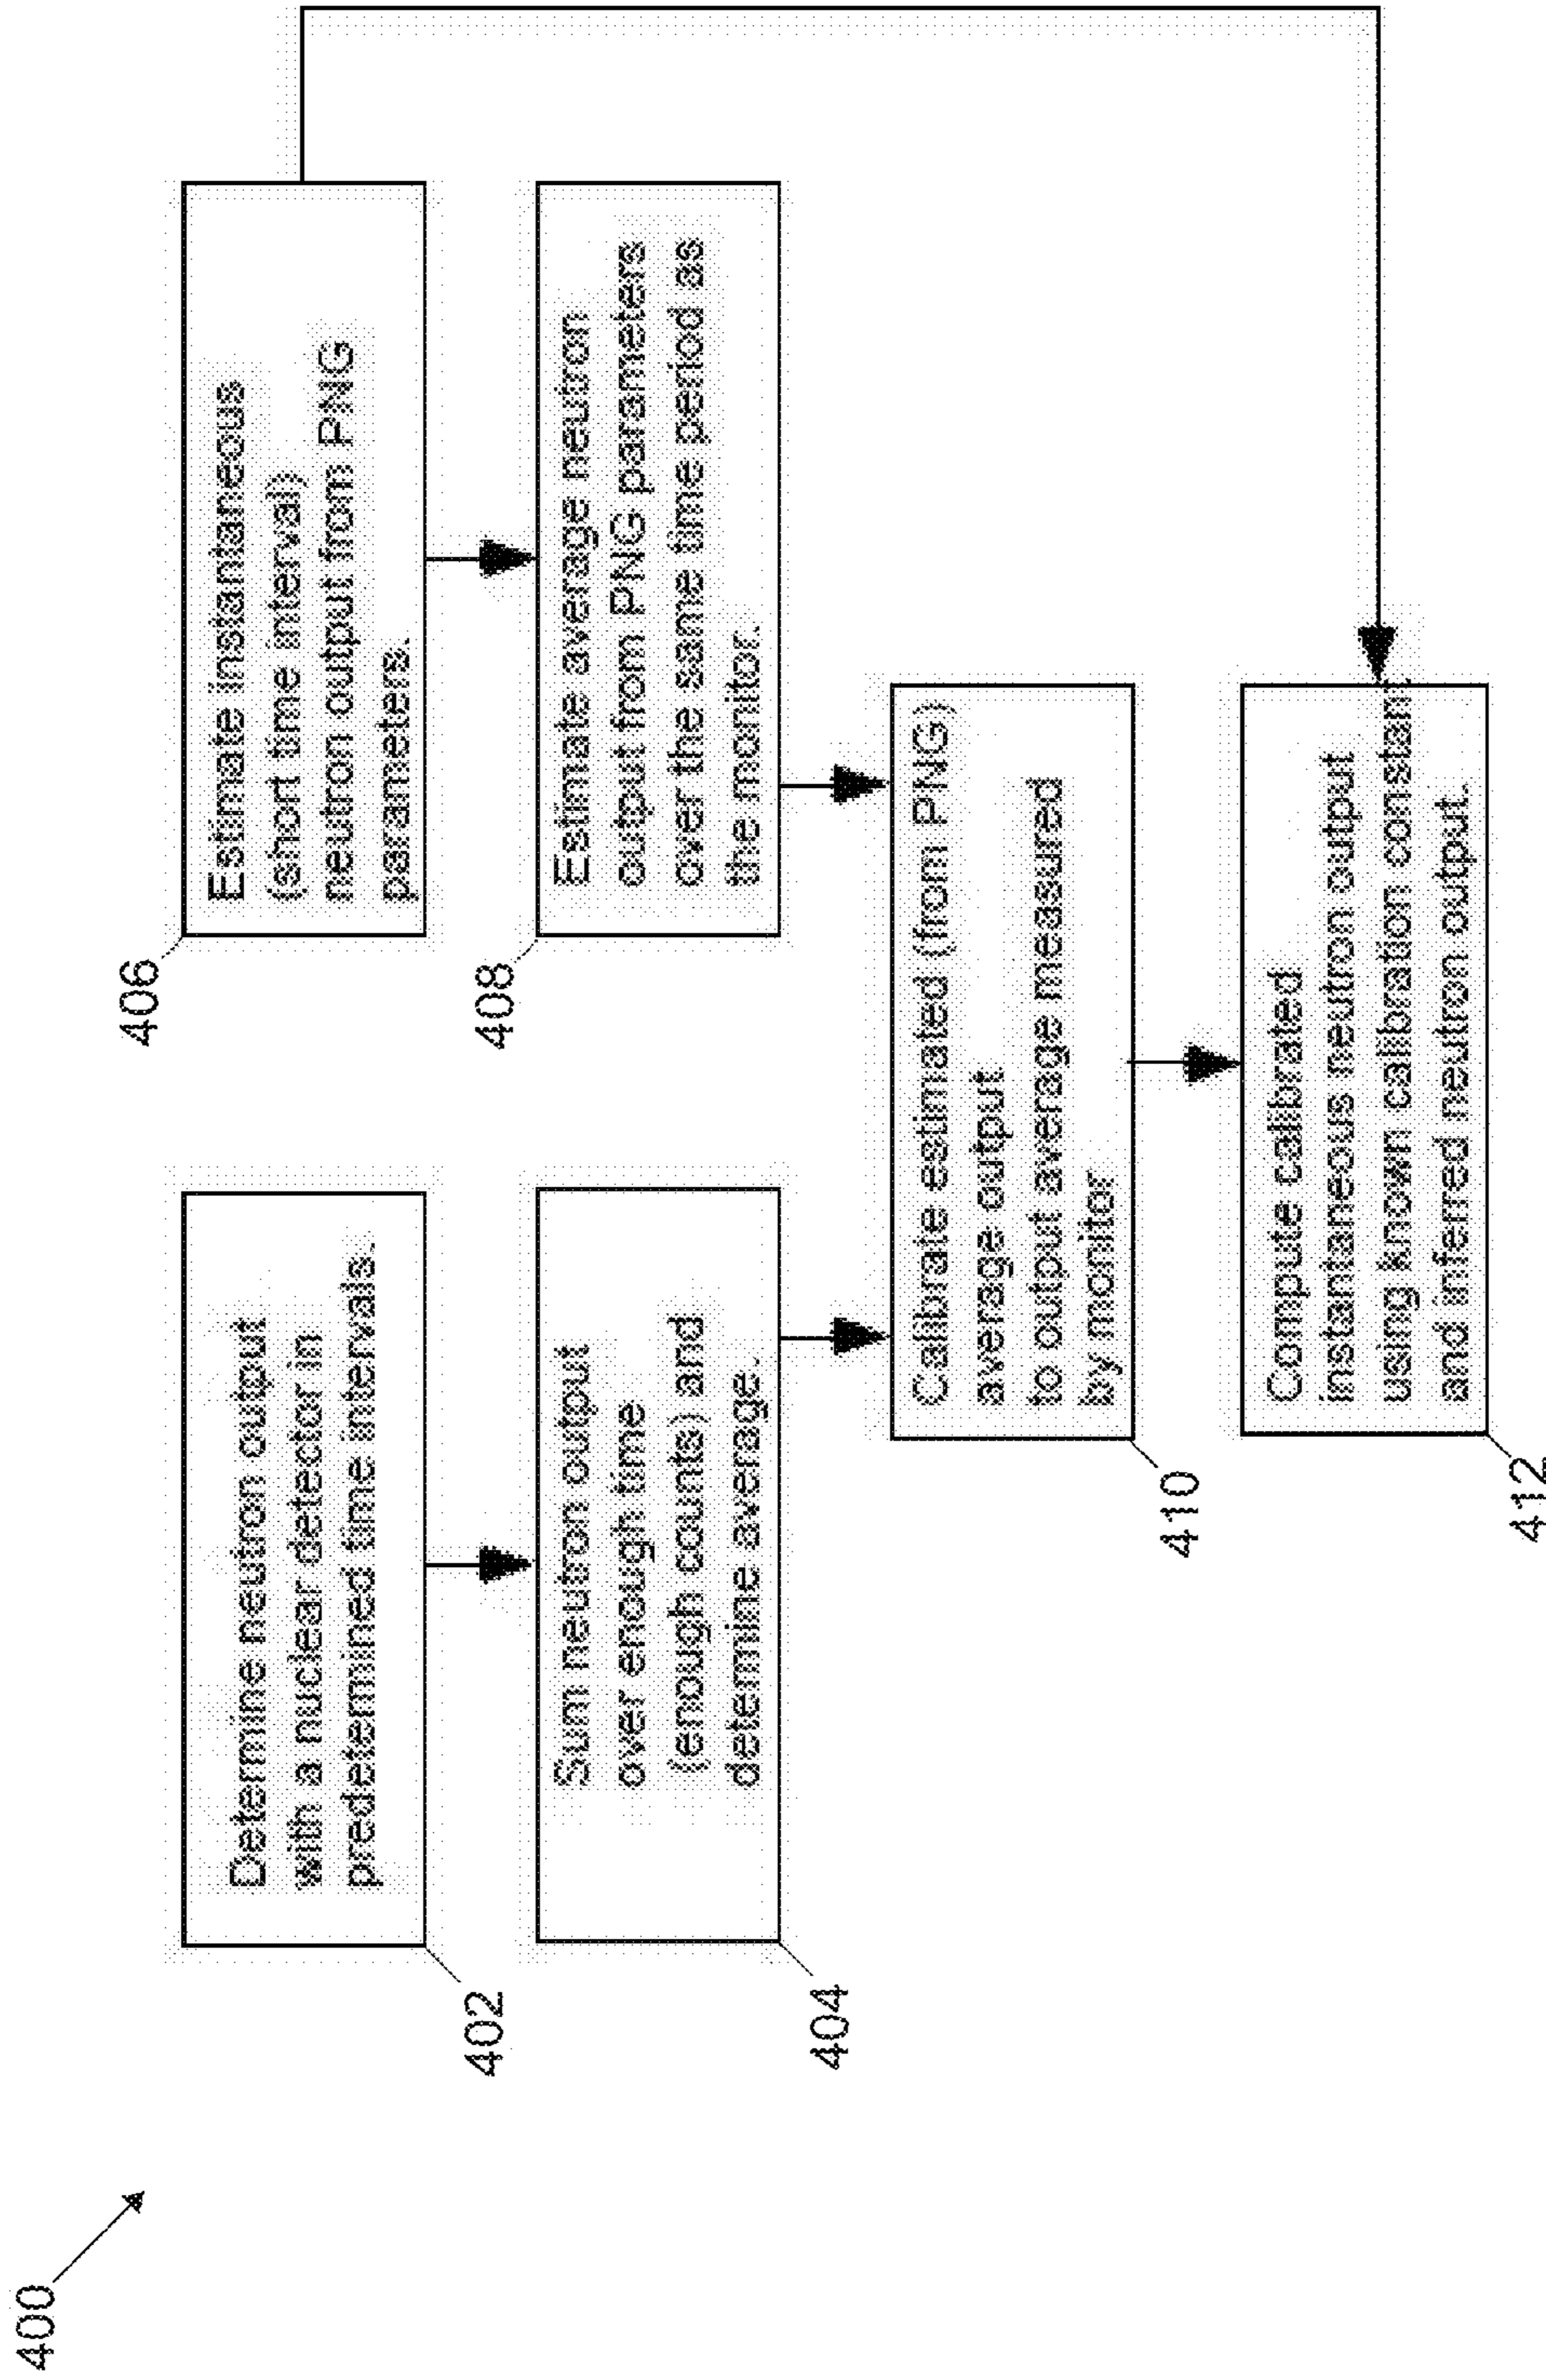 400
Determine neutron output
with a nuclear detector in
predetermined time intervals.
402
Sum neutron output
over enough time
(enough counts) and
determine average.
404
406
Estimate instantaneous
(short time interval)
neutron output from PNG
parameters.
408
Estimate average neutron
output from PNG parameters
over the same time period as
the monitor.
Calibrate estimated (from PNG)
average output
to output average measured
by monitor
410
Compute calibrated
instantaneous neutron output
using known calibration constant
and inferred neutron output.
412